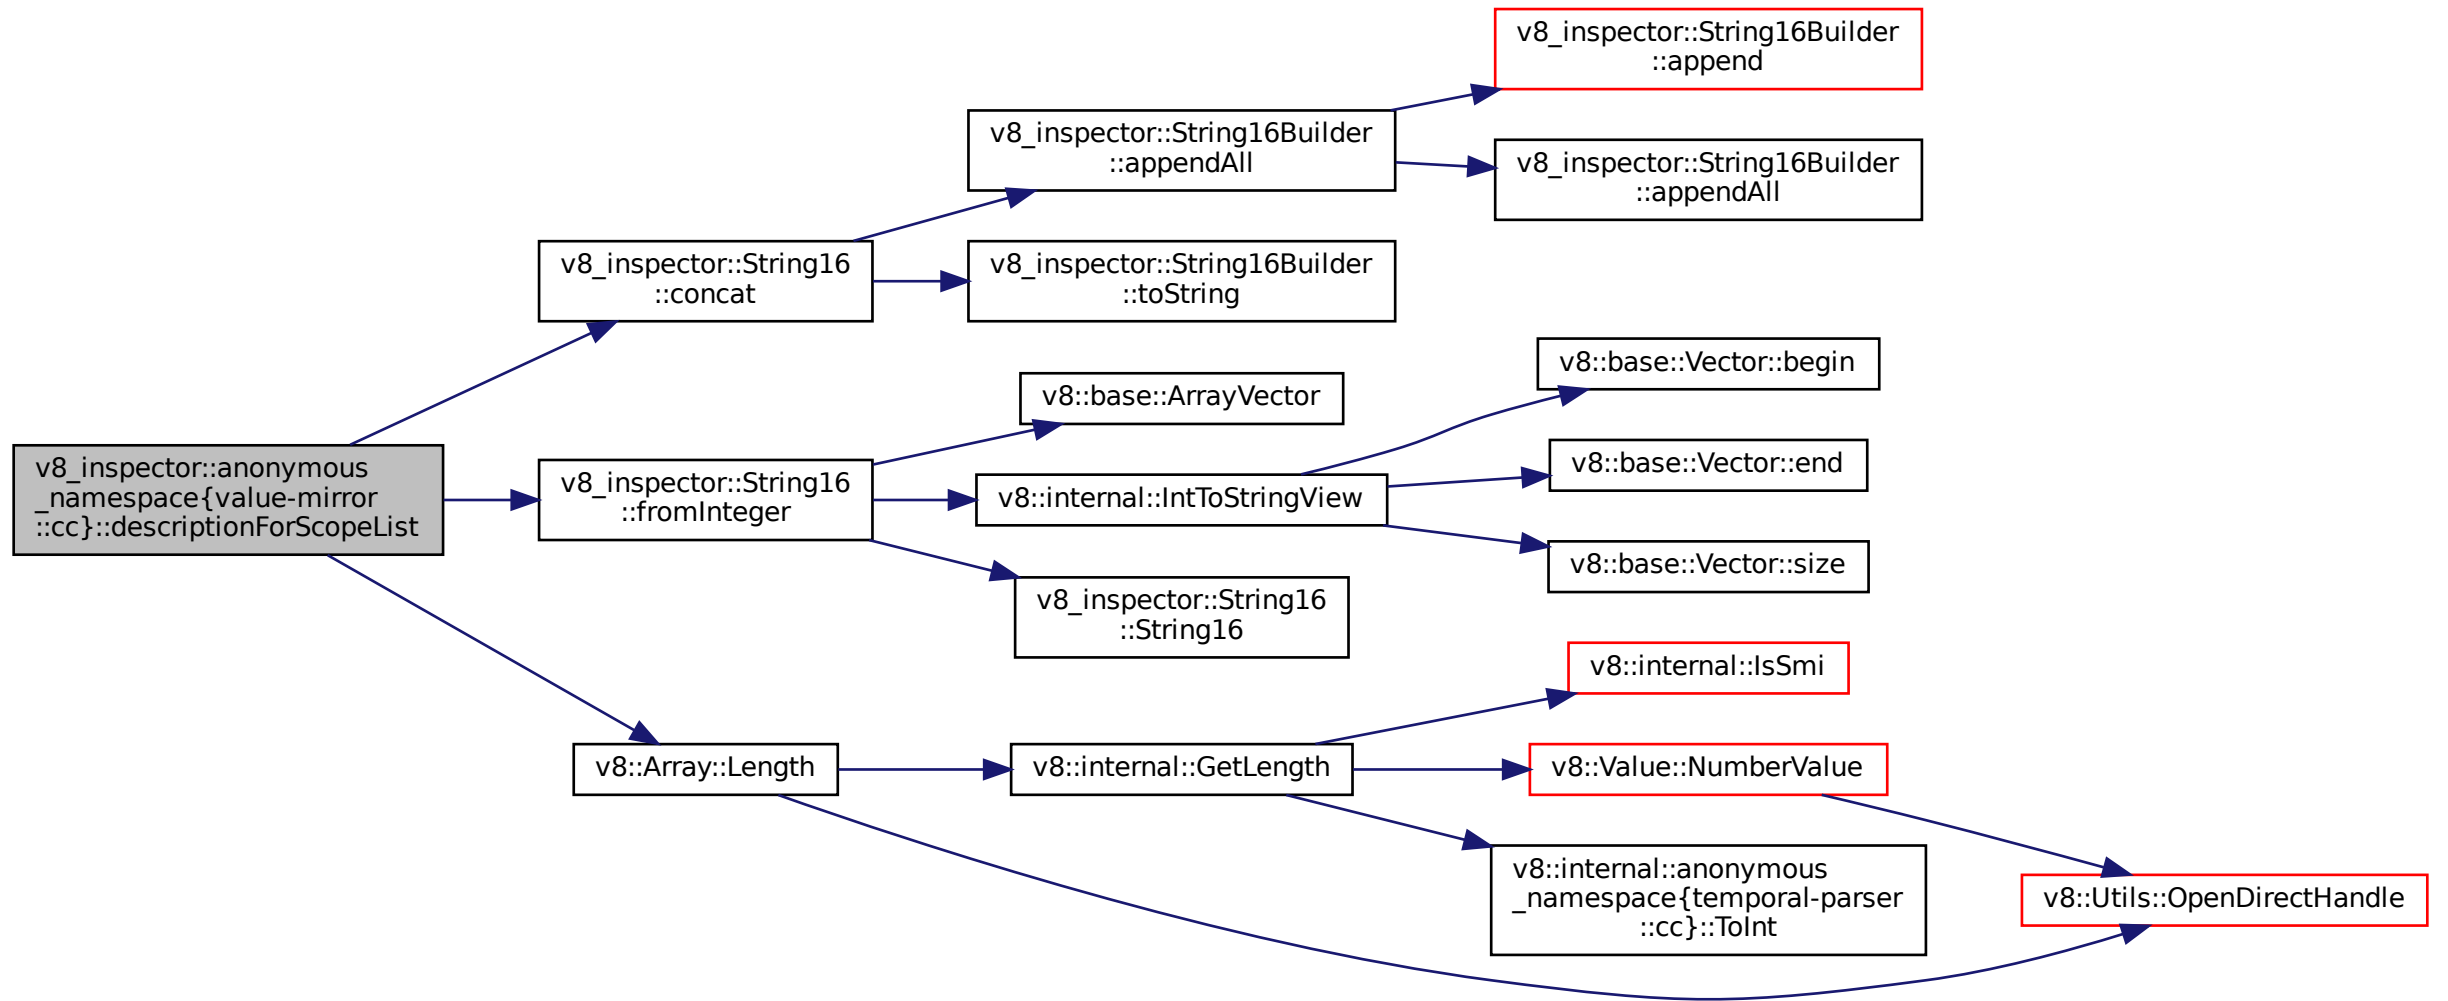 v8_inspector::anonymous
_namespace{value-mirror
::cc}::descriptionForScopeList
v8_inspector::String16
::concat
v8_inspector::String16Builder
::appendAll
v8_inspector::String16Builder
::append
v8_inspector::String16Builder
::appendAll
v8_inspector::String16Builder
::toString
v8_inspector::String16
::fromInteger
v8::base::ArrayVector
v8::internal::IntToStringView
v8::base::Vector::begin
v8::base::Vector::end
v8::base::Vector::size
v8_inspector::String16
::String16
v8::Array::Length
v8::internal::GetLength
v8::internal::IsSmi
v8::Value::NumberValue
v8::internal::anonymous
_namespace{temporal-parser
::cc}::ToInt
v8::Utils::OpenDirectHandle